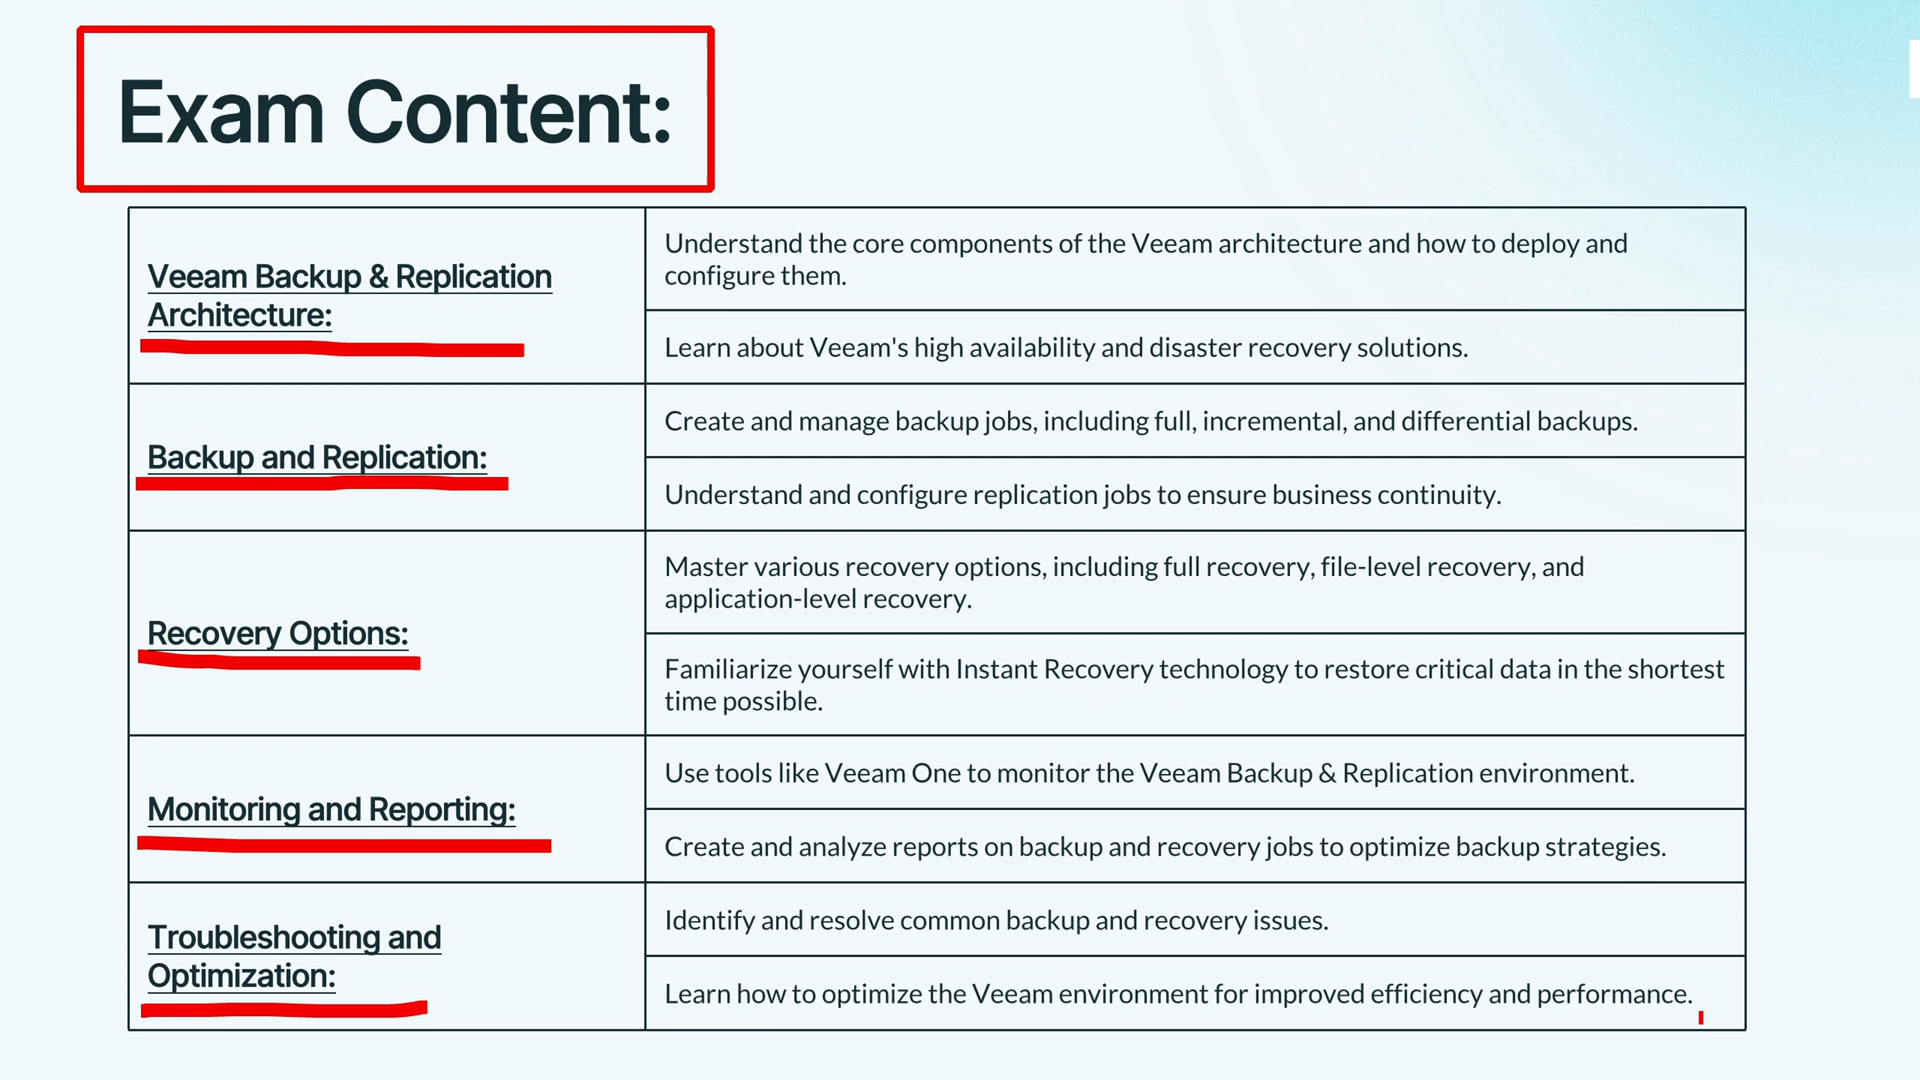 Exam Content:
Veeam Backup & Replication
Architecture:
Understand the core components of the Veeam architecture and how to deploy and
configure them.
Learn about Veeam's high availability and disaster recovery solutions.
Backup and Replication:
Create and manage backup jobs, including full, incremental, and differential backups.
Understand and configure replication jobs to ensure business continuity.
Recovery Options:
Master various recovery options, including full recovery, file-level recovery, and
application-level recovery.
Familiarize yourself with Instant Recovery technology to restore critical data in the shortest
time possible.
Monitoring and Reporting:
Use tools like Veeam One to monitor the Veeam Backup & Replication environment.
Create and analyze reports on backup and recovery jobs to optimize backup strategies.
Troubleshooting and
Optimization:
Identify and resolve common backup and recovery issues.
Learn how to optimize the Veeam environment for improved efficiency and performance.